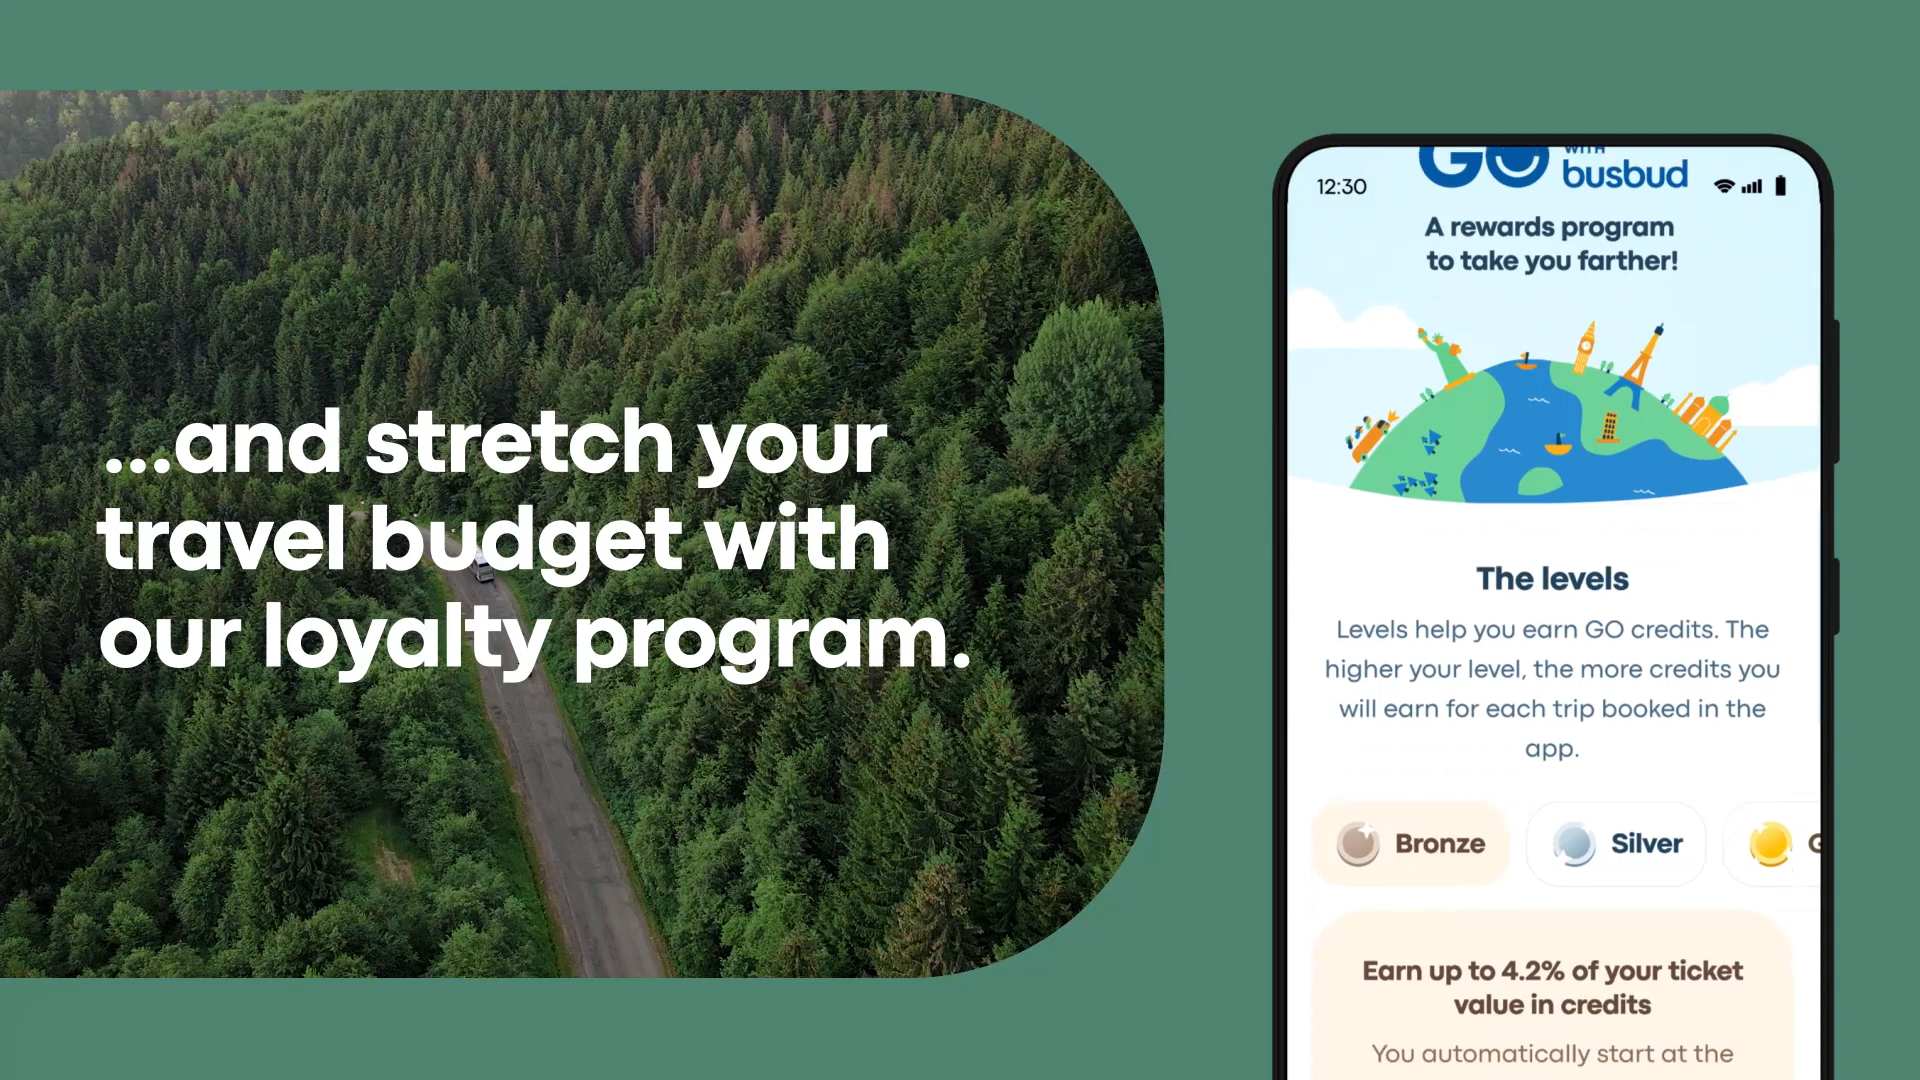 ...and stretch your
travel budget with
our loyalty program.
12:30
GO WITH
busbud
A rewards program
to take you farther!
The levels
Levels help you earn GO credits. The
higher your level, the more credits you
will earn for each trip booked in the
app.
Bronze
Silver
Earn up to 4.2% of your ticket
value in credits
You automatically start at the